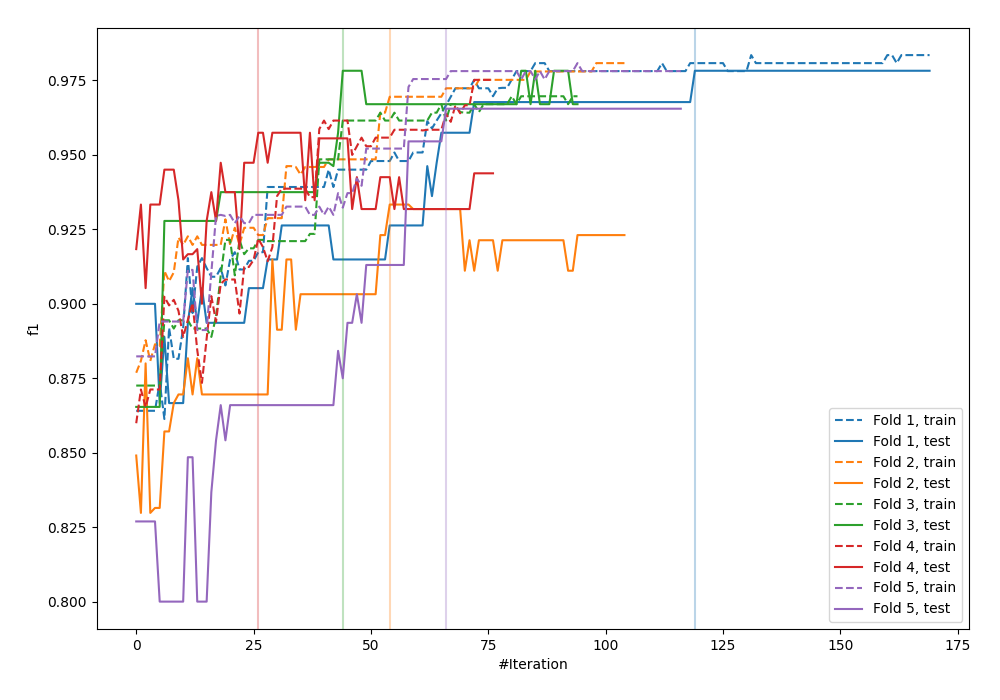 0.975
0.950
0.925
0.900
0.875
0.850
0.825
0.800
f1
0
25
50
75
100
125
150
175
#Iteration
Fold 1, train
Fold 1, test
Fold 2, train
Fold 2, test
Fold 3, train
Fold 3, test
Fold 4, train
Fold 4, test
Fold 5, train
Fold 5, test